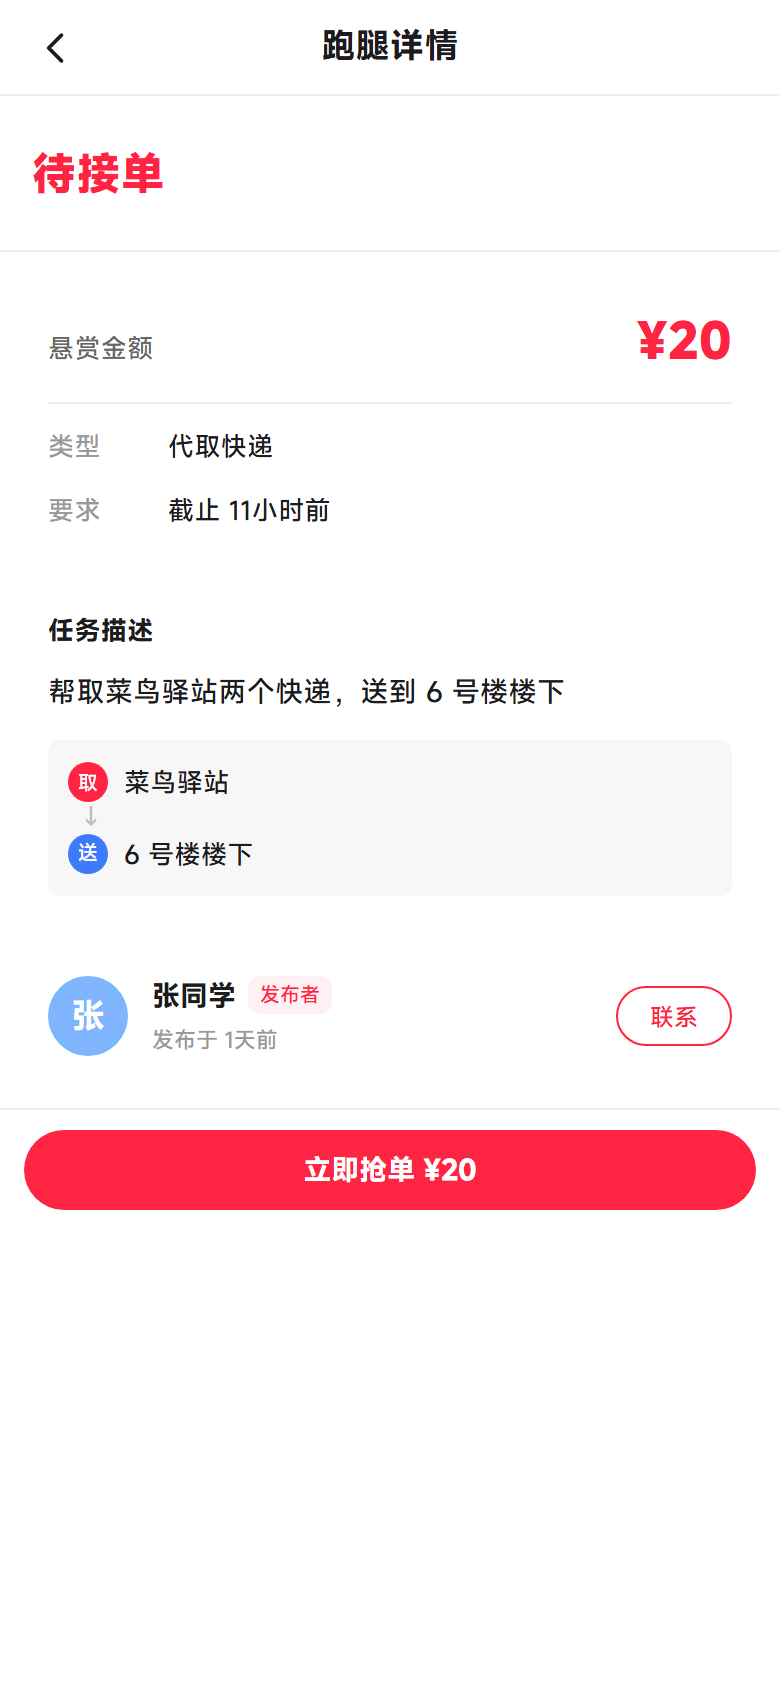 跑腿详情
待接单
悬赏金额 ¥20
类型 代取快递
要求 截止 11小时前
任务描述
帮取菜鸟驿站两个快递，送到 6 号楼楼下
取 菜鸟驿站
↓
送 6 号楼楼下
张 张同学 发布者
发布于 1天前
联系
立即抢单 ¥20